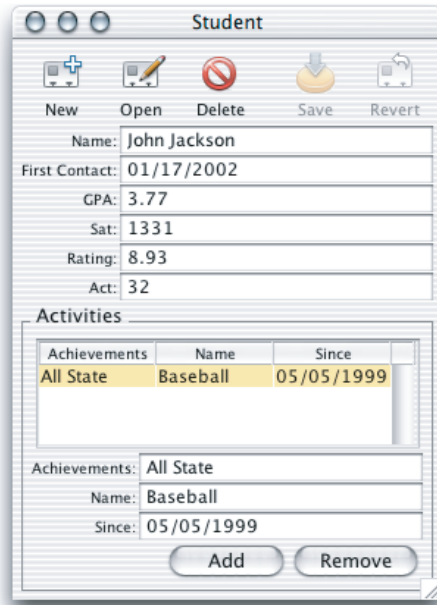 Student
New Open Delete Save Revert
Name: John Jackson
First Contact: 01/17/2002
GPA: 3.77
Sat: 1331
Rating: 8.93
Act: 32
Activities
Achievements Name Since
All State Baseball 05/05/1999
Achievements: All State
Name: Baseball
Since: 05/05/1999
Add Remove